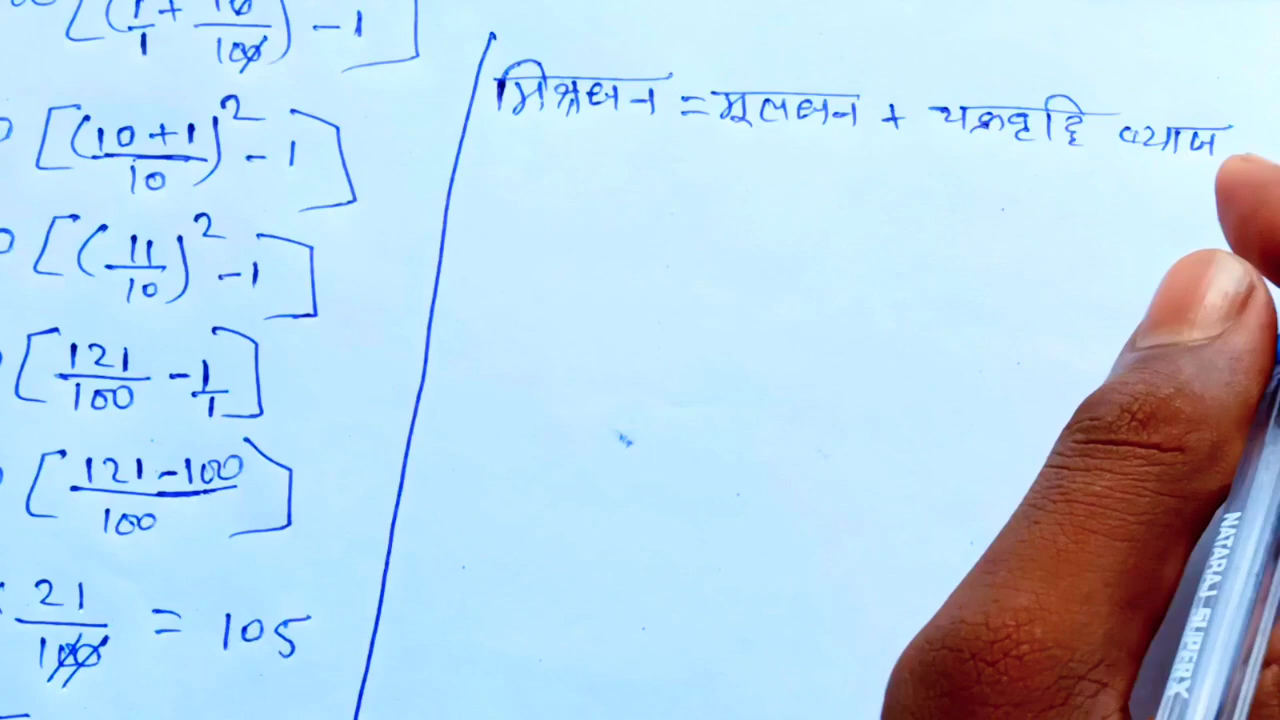 [(1/1 + 10/100) - 1]
[((10+1)/10)^2 - 1]
0 [(11/10)^2 - 1]
[121/100 - 1/1]
[(121-100)/100]
21/100 = 105
मिश्रधन = मूलधन + चक्रवृद्धि ब्याज
NATARAJ SUPERX